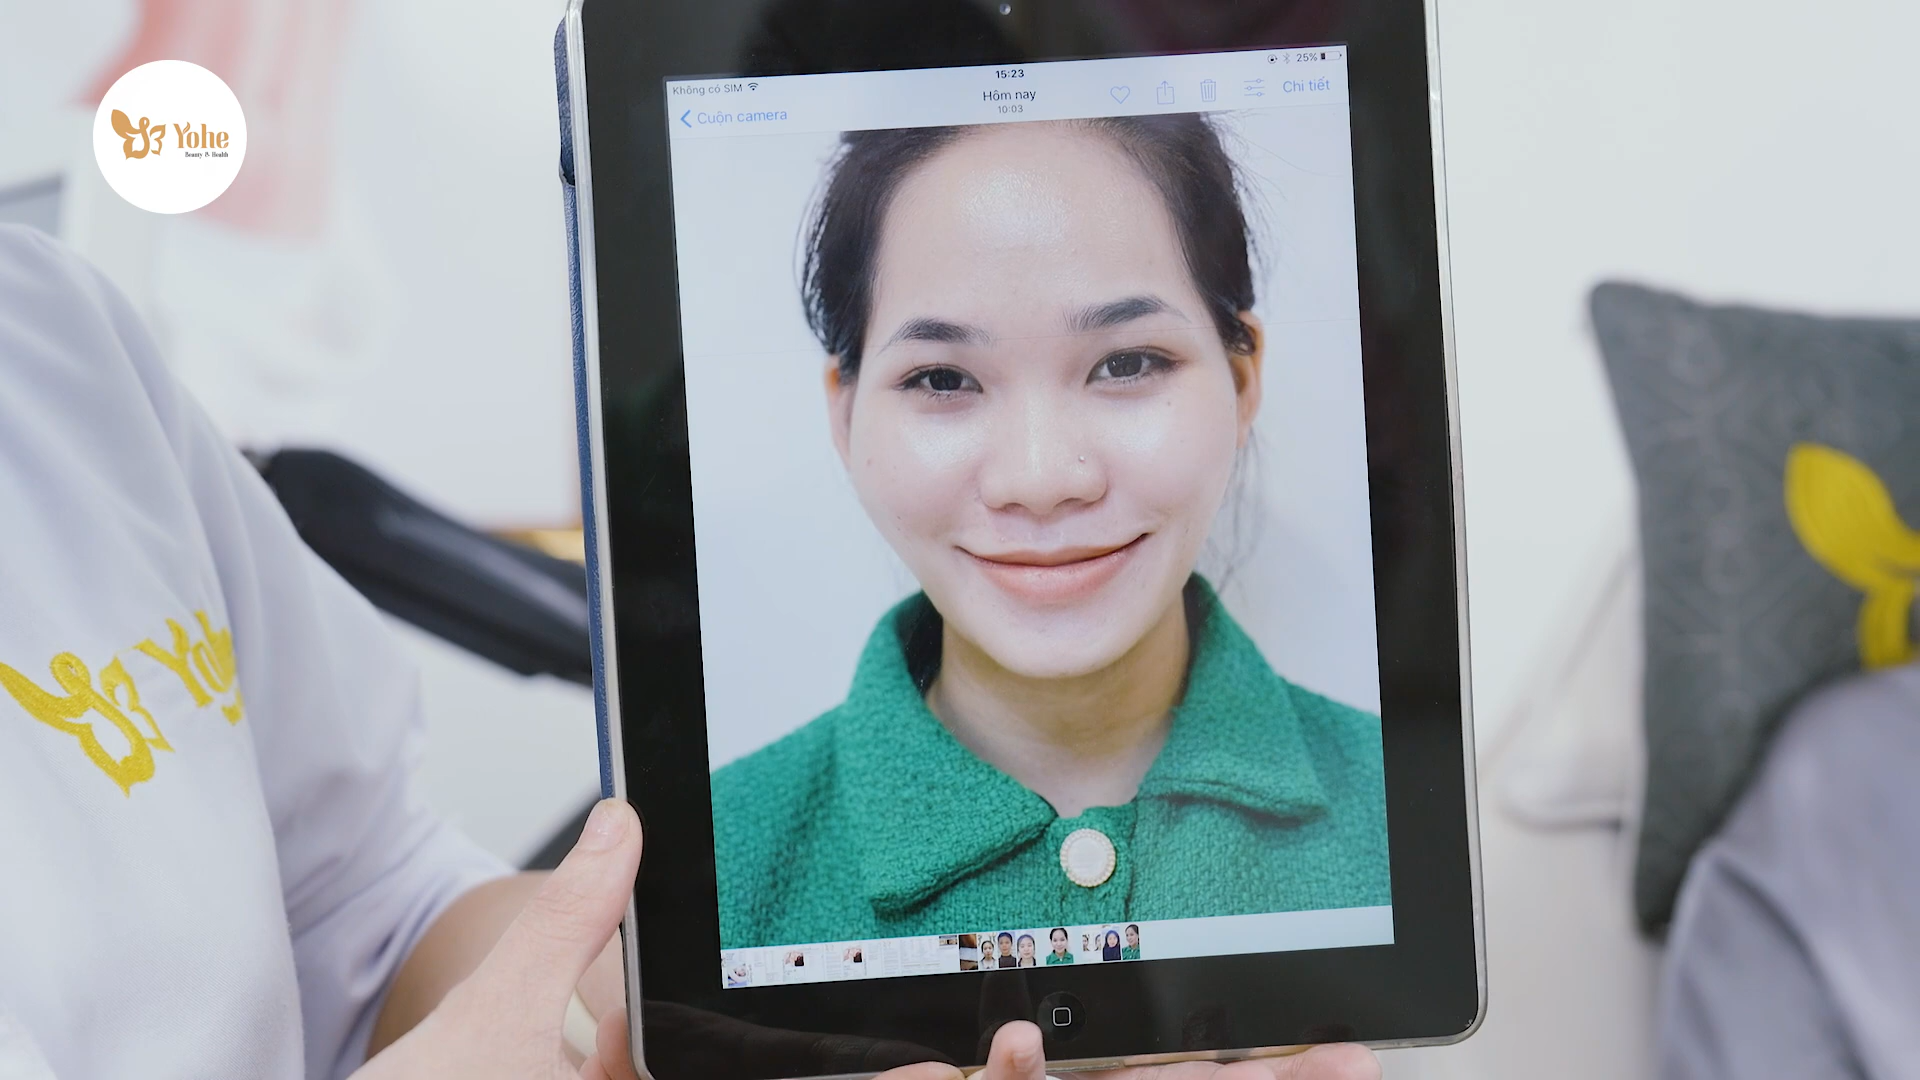 Yohe
Beauty & Health
Không có SIM
15:23
25%
Cuộn camera
Hôm nay
10:03
Chi tiết
Yohe